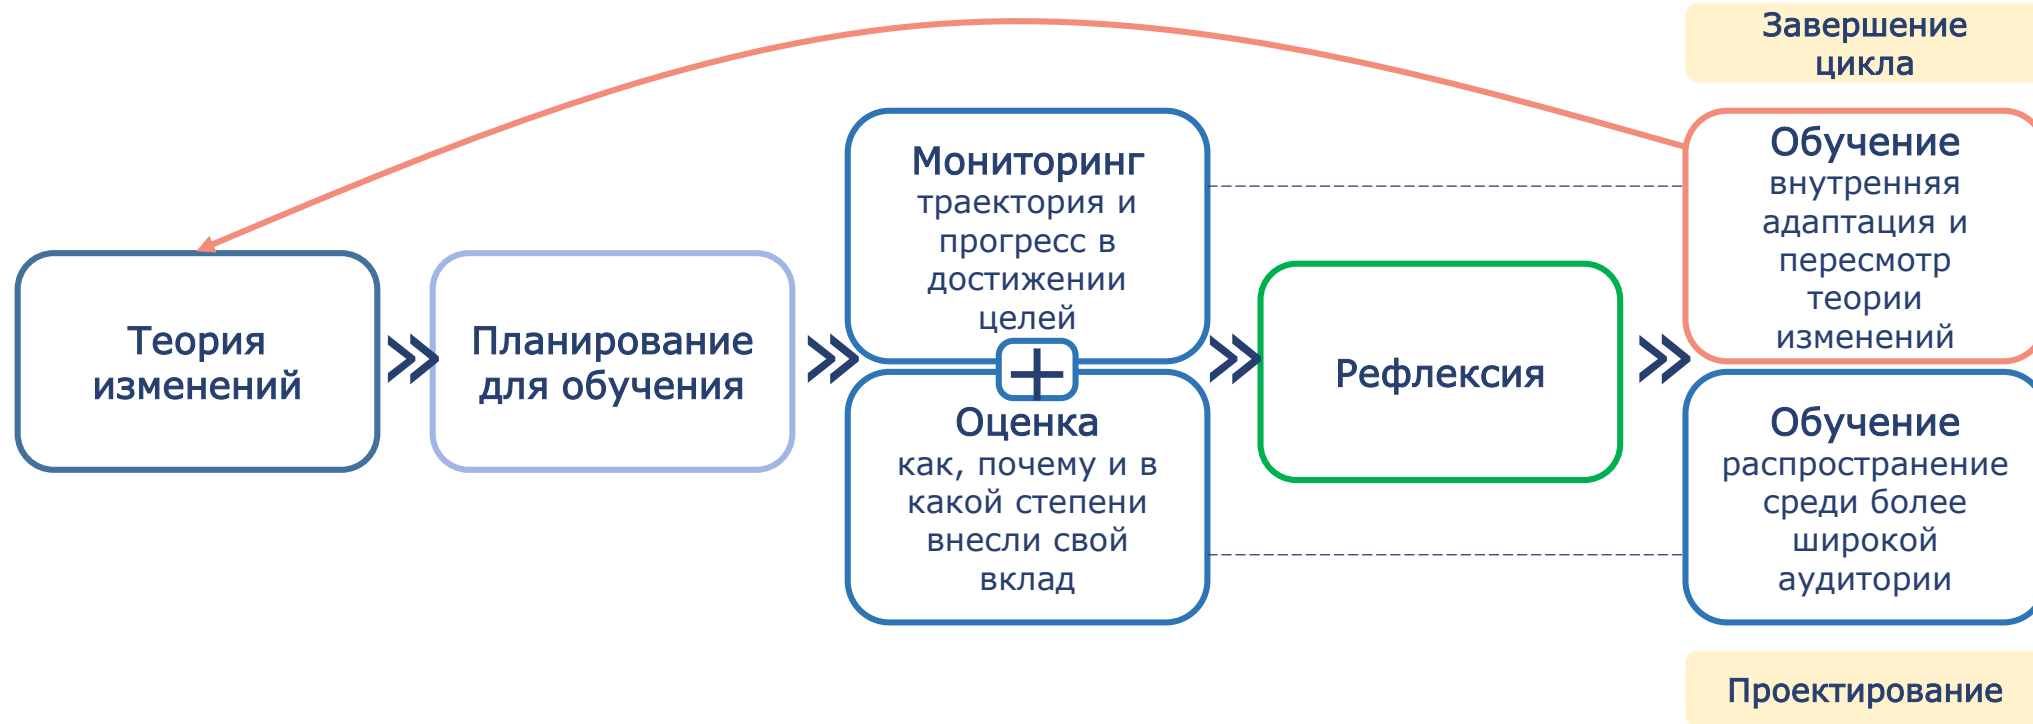 Завершение
цикла
Теория
изменений
Планирование
для обучения
Мониторинг
траектория и
прогресс в
достижении
целей
Оценка
как, почему и в
какой степени
внесли свой
вклад
Рефлексия
Обучение
внутренняя
адаптация и
пересмотр
теории
изменений
Обучение
распространение
среди более
широкой
аудитории
Проектирование